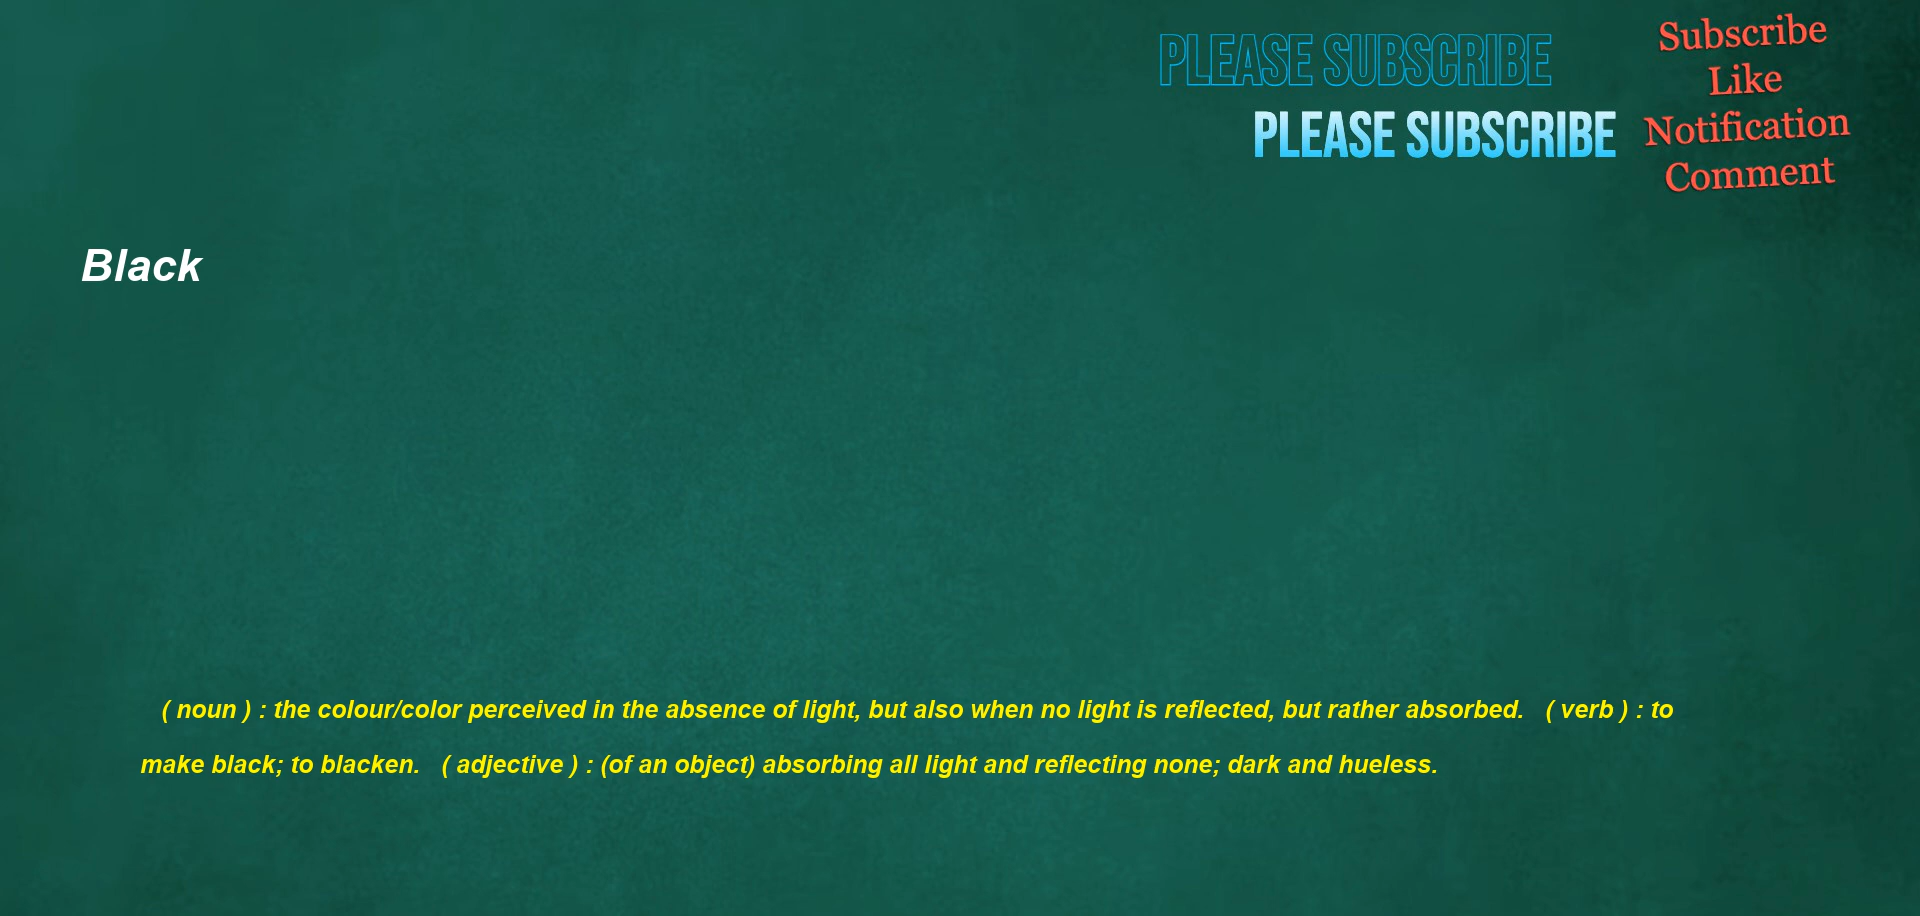 PLEASE SUBSCRIBE
PLEASE SUBSCRIBE
Subscribe
Like
Notification
Comment
Black
( noun ) : the colour/color perceived in the absence of light, but also when no light is reflected, but rather absorbed. ( verb ) : to
make black; to blacken. ( adjective ) : (of an object) absorbing all light and reflecting none; dark and hueless.